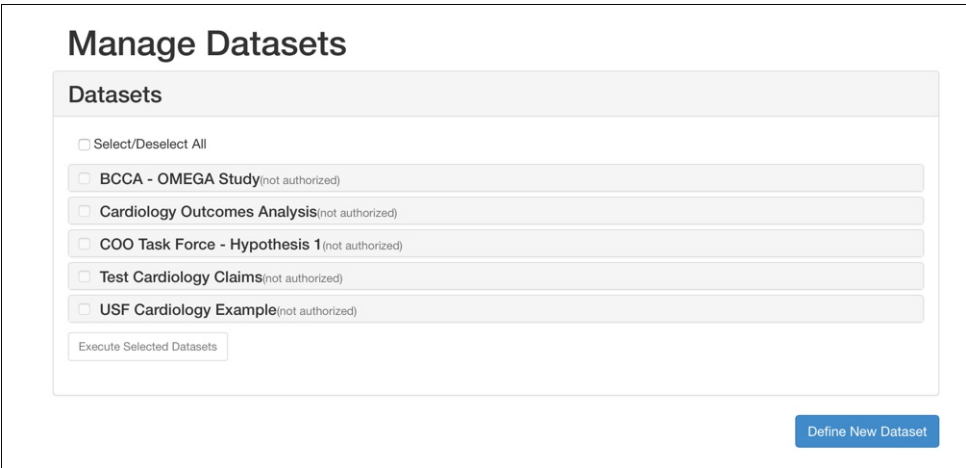 Manage Datasets
Datasets
Select/Deselect All
BCCA - OMEGA Study(not authorized)
Cardiology Outcomes Analysis(not authorized)
COO Task Force - Hypothesis 1(not authorized)
Test Cardiology Claims(not authorized)
USF Cardiology Example(not authorized)
Execute Selected Datasets
Define New Dataset